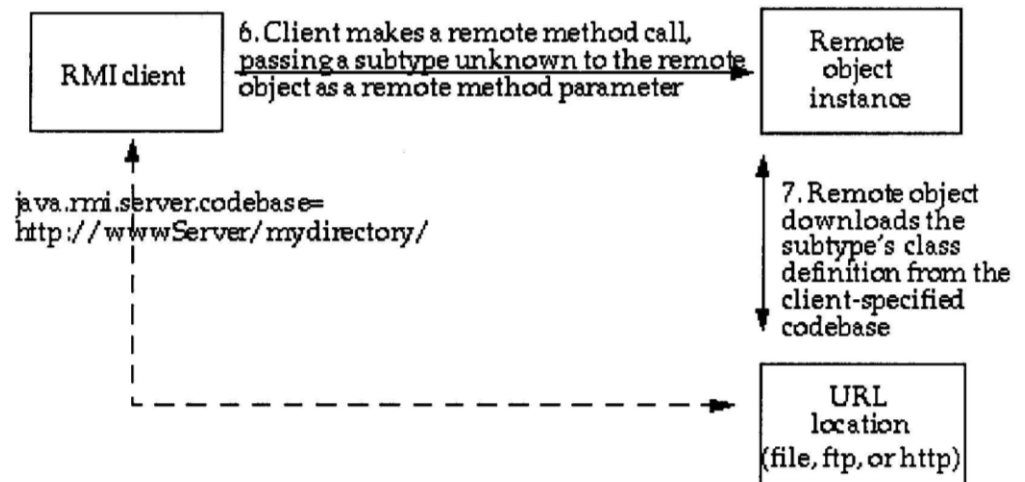 RMI client
6. Client makes a remote method call,
passing a subtype unknown to the remote
object as a remote method parameter
Remote
object
instance
java.rmi.server.codebase=
http://wwwServer/mydirectory/
7. Remote object
downloads the
subtype's class
definition from the
client-specified
codebase
URL
location
(file, ftp, or http)